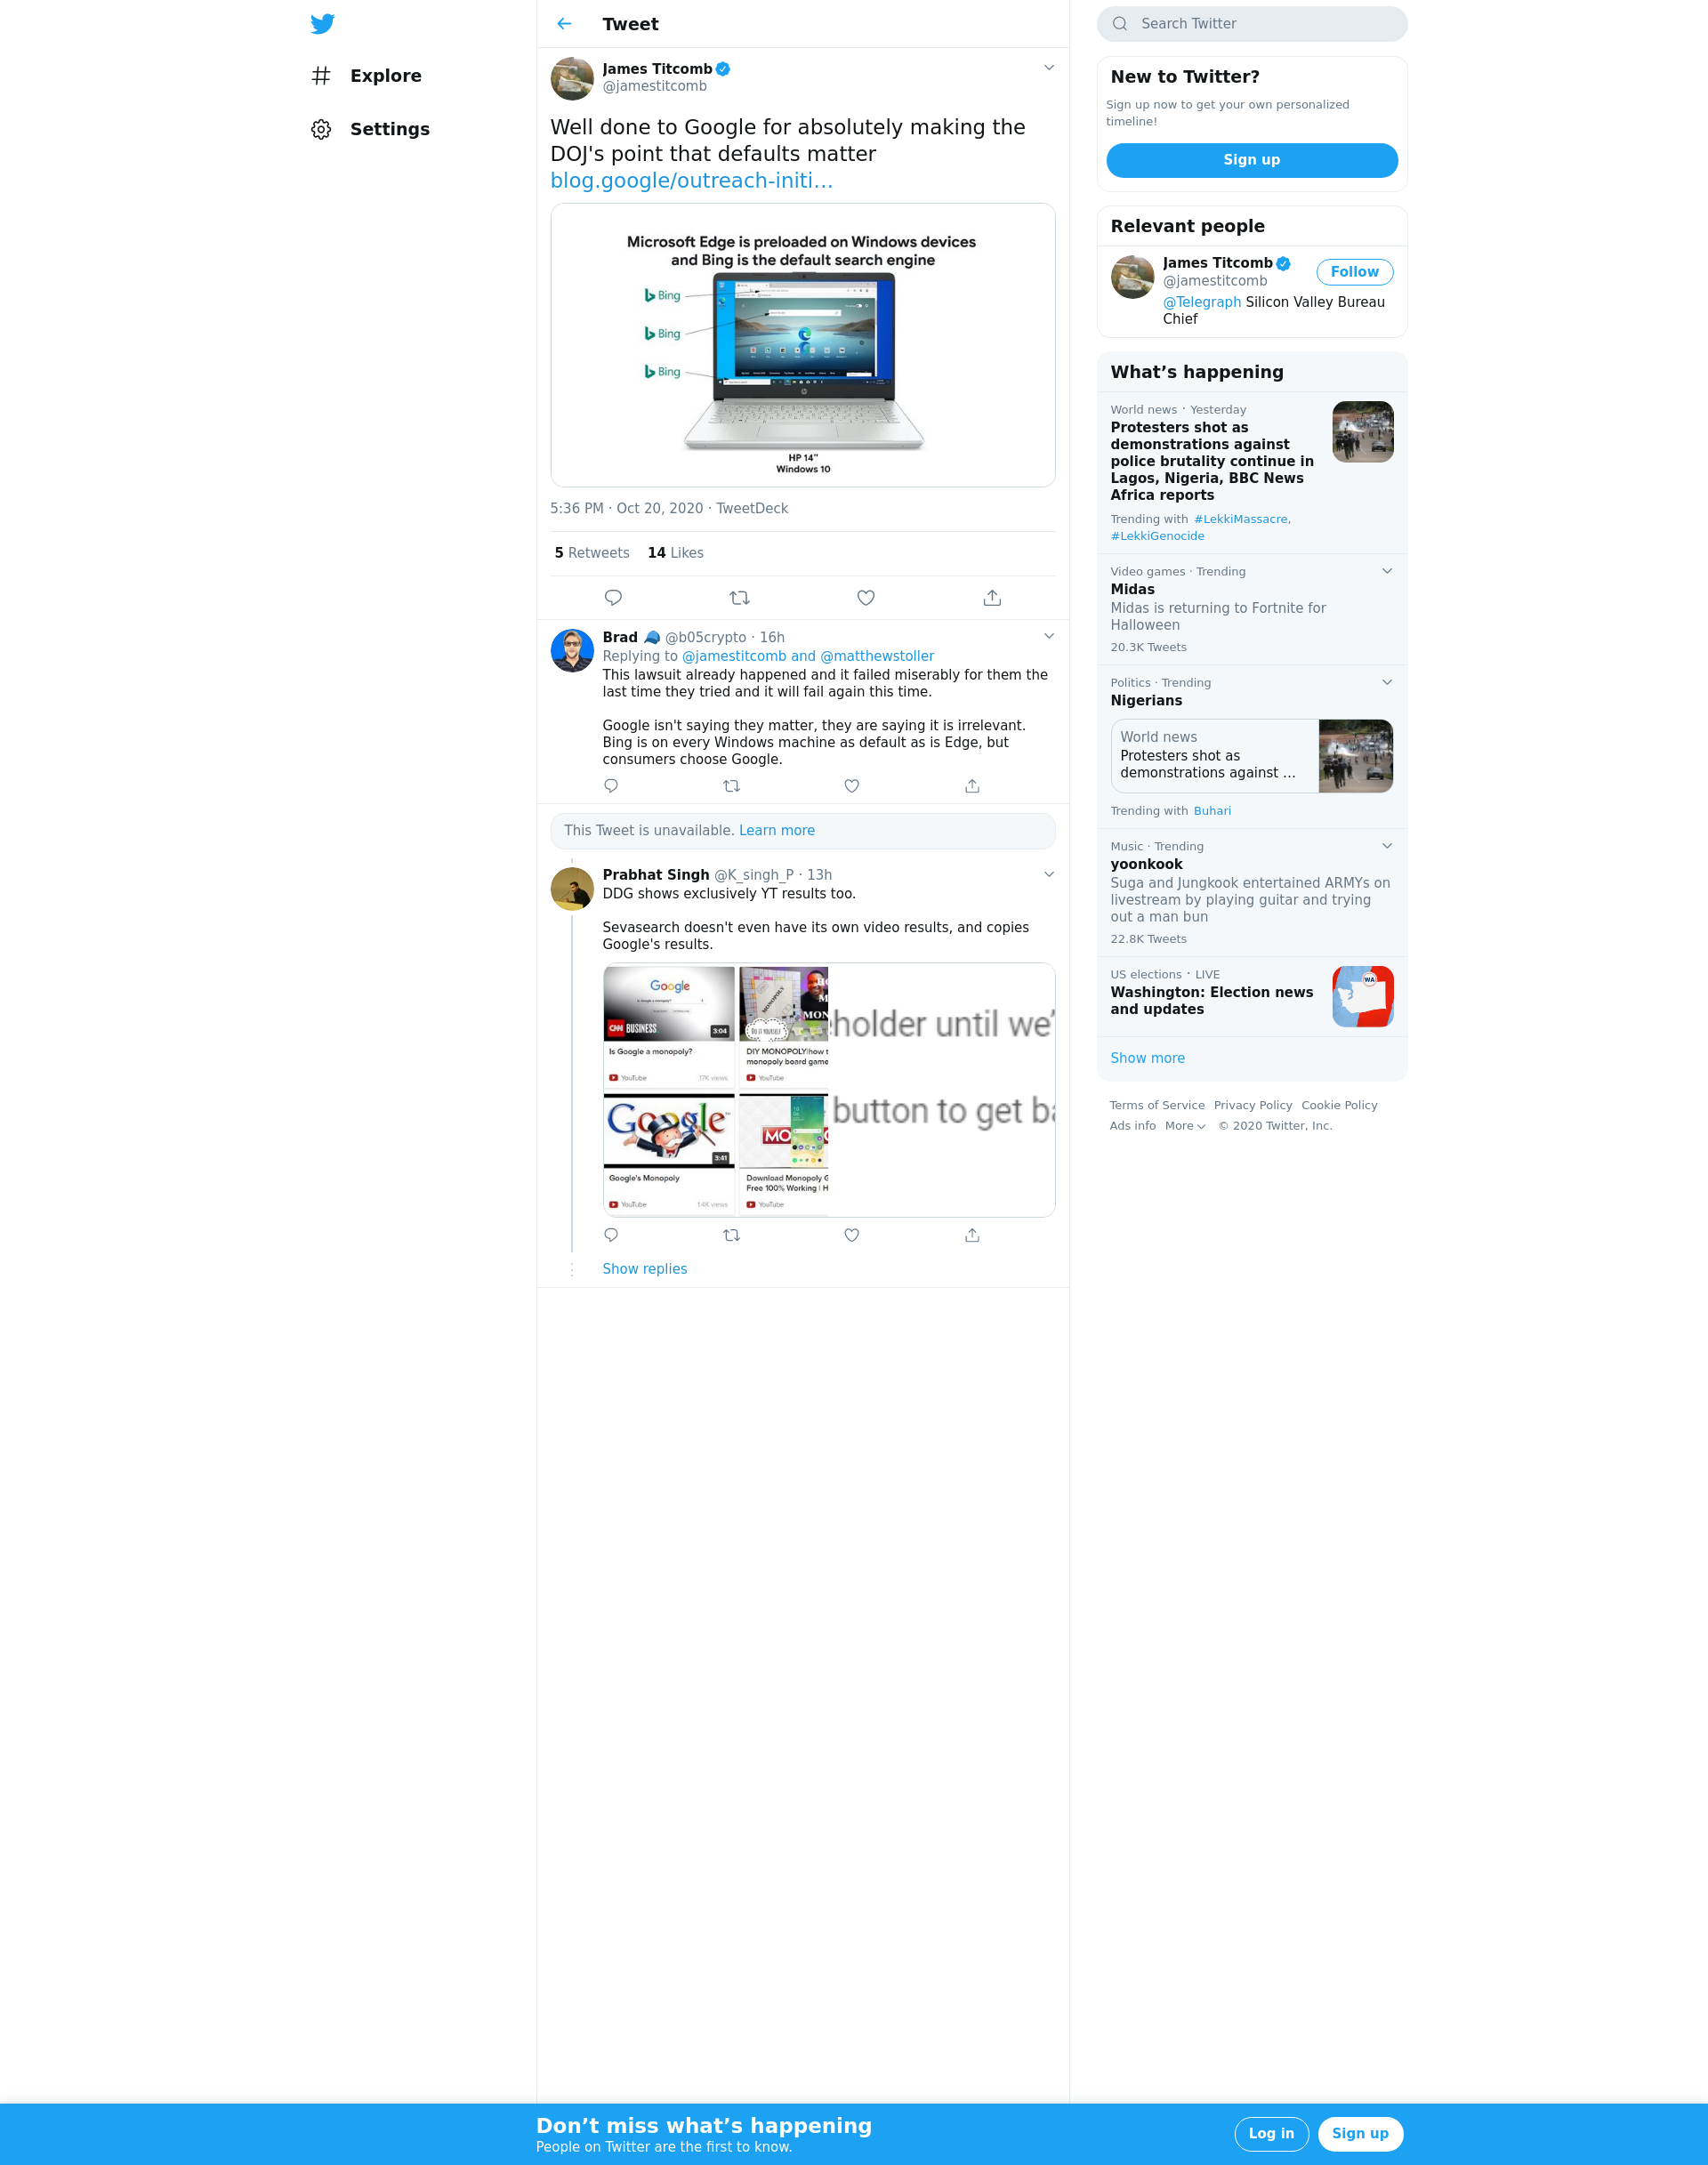 Explore
Settings
Tweet
James Titcomb
@jamestitcomb
Well done to Google for absolutely making the
DOJ's point that defaults matter
blog.google/outreach-initi…
Microsoft Edge is preloaded on Windows devices
and Bing is the default search engine
Bing
Bing
Bing
HP 14"
Windows 10
5:36 PM · Oct 20, 2020 · TweetDeck
5 Retweets 14 Likes
Brad @b05crypto · 16h
Replying to @jamestitcomb and @matthewstoller
This lawsuit already happened and it failed miserably for them the
last time they tried and it will fail again this time.
Google isn't saying they matter, they are saying it is irrelevant.
Bing is on every Windows machine as default as is Edge, but
consumers choose Google.
This Tweet is unavailable. Learn more
Prabhat Singh @K_singh_P · 13h
DDG shows exclusively YT results too.
Sevasearch doesn't even have its own video results, and copies
Google's results.
Google
CNN BUSINESS
3:04
Is Google a monopoly?
YouTube 17K views
MONOPOLY
DO IT YOURSELF
MON
DIY MONOPOLY|how t
monopoly board game
YouTube
Google
3:41
Google's Monopoly
YouTube 1.4K views
MO
Download Monopoly G
Free 100% Working | H
YouTube
holder until we'
button to get ba
Show replies
Search Twitter
New to Twitter?
Sign up now to get your own personalized
timeline!
Sign up
Relevant people
James Titcomb
@jamestitcomb
Follow
@Telegraph Silicon Valley Bureau
Chief
What’s happening
World news · Yesterday
Protesters shot as
demonstrations against
police brutality continue in
Lagos, Nigeria, BBC News
Africa reports
Trending with #LekkiMassacre,
#LekkiGenocide
Video games · Trending
Midas
Midas is returning to Fortnite for
Halloween
20.3K Tweets
Politics · Trending
Nigerians
World news
Protesters shot as
demonstrations against …
Trending with Buhari
Music · Trending
yoonkook
Suga and Jungkook entertained ARMYs on
livestream by playing guitar and trying
out a man bun
22.8K Tweets
US elections · LIVE
Washington: Election news
and updates
WA
Show more
Terms of Service Privacy Policy Cookie Policy
Ads info More © 2020 Twitter, Inc.
Don’t miss what’s happening
People on Twitter are the first to know.
Log in
Sign up